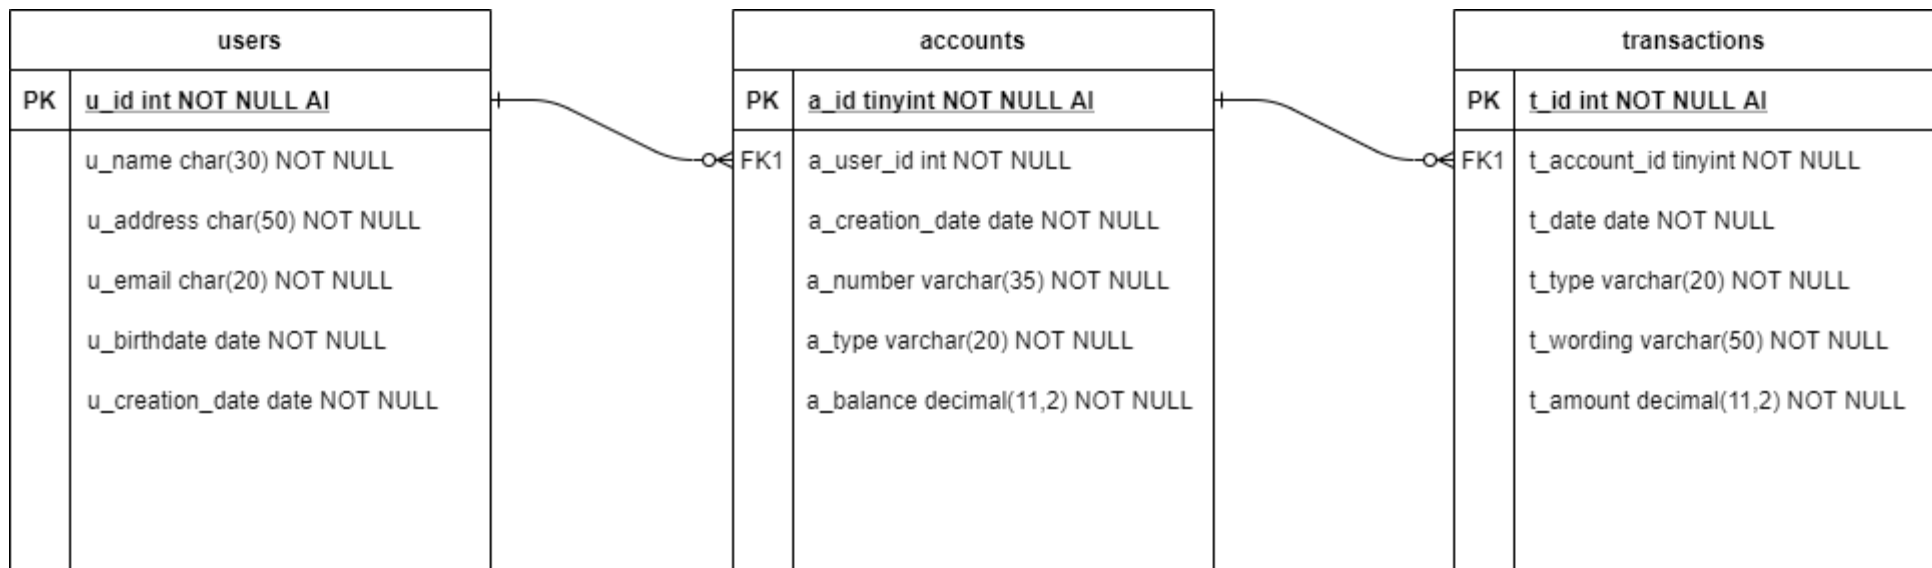 users
PK u_id int NOT NULL AI
u_name char(30) NOT NULL
u_address char(50) NOT NULL
u_email char(20) NOT NULL
u_birthdate date NOT NULL
u_creation_date date NOT NULL
accounts
PK a_id tinyint NOT NULL AI
FK1 a_user_id int NOT NULL
a_creation_date date NOT NULL
a_number varchar(35) NOT NULL
a_type varchar(20) NOT NULL
a_balance decimal(11,2) NOT NULL
transactions
PK t_id int NOT NULL AI
FK1 t_account_id tinyint NOT NULL
t_date date NOT NULL
t_type varchar(20) NOT NULL
t_wording varchar(50) NOT NULL
t_amount decimal(11,2) NOT NULL